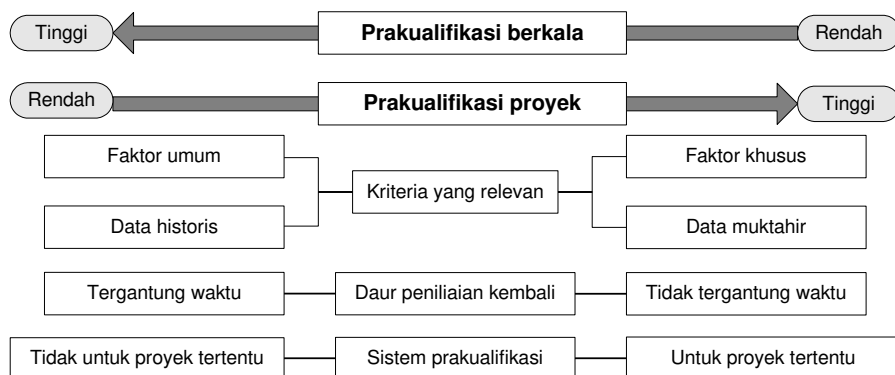 Tinggi Prakualifikasi berkala Rendah
Rendah Prakualifikasi proyek Tinggi
Faktor umum Faktor khusus
Kriteria yang relevan
Data historis Data muktahir
Tergantung waktu Daur peniliaian kembali Tidak tergantung waktu
Tidak untuk proyek tertentu Sistem prakualifikasi Untuk proyek tertentu